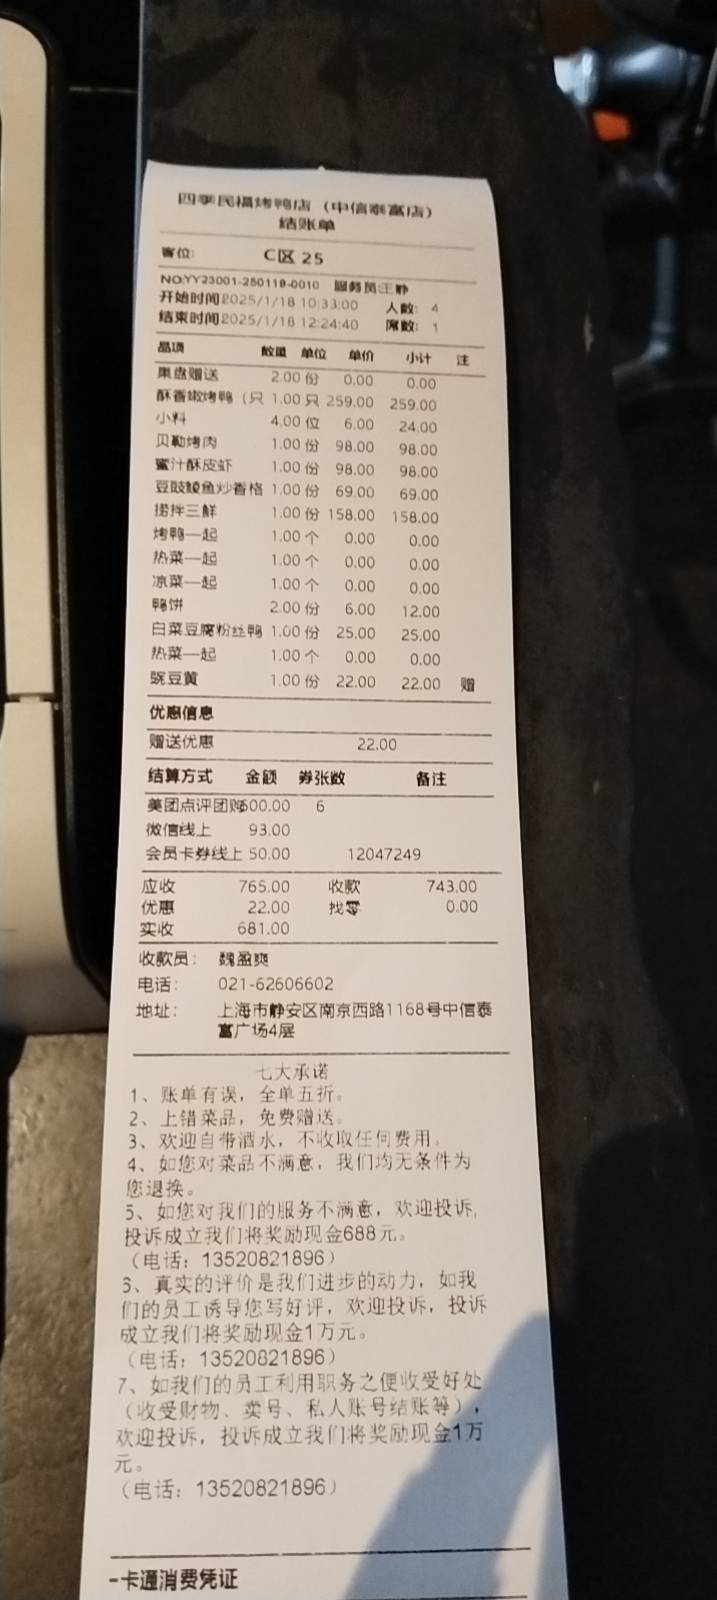 四季民福烤鸭店（中信泰富店）
结账单
客位: C区 25
NO:YY23001-250118-0010 服务员:王静
开始时间2025/1/18 10:33:00 人数: 4
结束时间2025/1/18 12:24:40 席数: 1
品项 数量 单位 单价 小计 注
果盘赠送 2.00 份 0.00 0.00
酥香嫩烤鸭（只 1.00 只 259.00 259.00
小料 4.00 位 6.00 24.00
贝勒烤肉 1.00 份 98.00 98.00
蜜汁酥皮虾 1.00 份 98.00 98.00
豆豉鲮鱼炒香格 1.00 份 69.00 69.00
捞拌三鲜 1.00 份 158.00 158.00
烤鸭一起 1.00 个 0.00 0.00
热菜一起 1.00 个 0.00 0.00
凉菜一起 1.00 个 0.00 0.00
鸭饼 2.00 份 6.00 12.00
白菜豆腐粉丝鸭 1.00 份 25.00 25.00
热菜一起 1.00 个 0.00 0.00
豌豆黄 1.00 份 22.00 22.00 赠
优惠信息
赠送优惠 22.00
结算方式 金额 券张数 备注
美团点评团购600.00 6
微信线上 93.00
会员卡券线上 50.00 12047249
应收 765.00 收款 743.00
优惠 22.00 找零 0.00
实收 681.00
收款员: 魏盈爽
电话: 021-62606602
地址: 上海市静安区南京西路1168号中信泰
富广场4层
七大承诺
1、账单有误，全单五折。
2、上错菜品，免费赠送。
3、欢迎自带酒水，不收取任何费用。
4、如您对菜品不满意，我们均无条件为
您退换。
5、如您对我们的服务不满意，欢迎投诉,
投诉成立我们将奖励现金688元。
（电话：13520821896）
6、真实的评价是我们进步的动力，如我
们的员工诱导您写好评，欢迎投诉，投诉
成立我们将奖励现金1万元。
（电话：13520821896）
7、如我们的员工利用职务之便收受好处
（收受财物、卖号、私人账号结账等），
欢迎投诉，投诉成立我们将奖励现金1万
元。
（电话：13520821896）
-卡通消费凭证